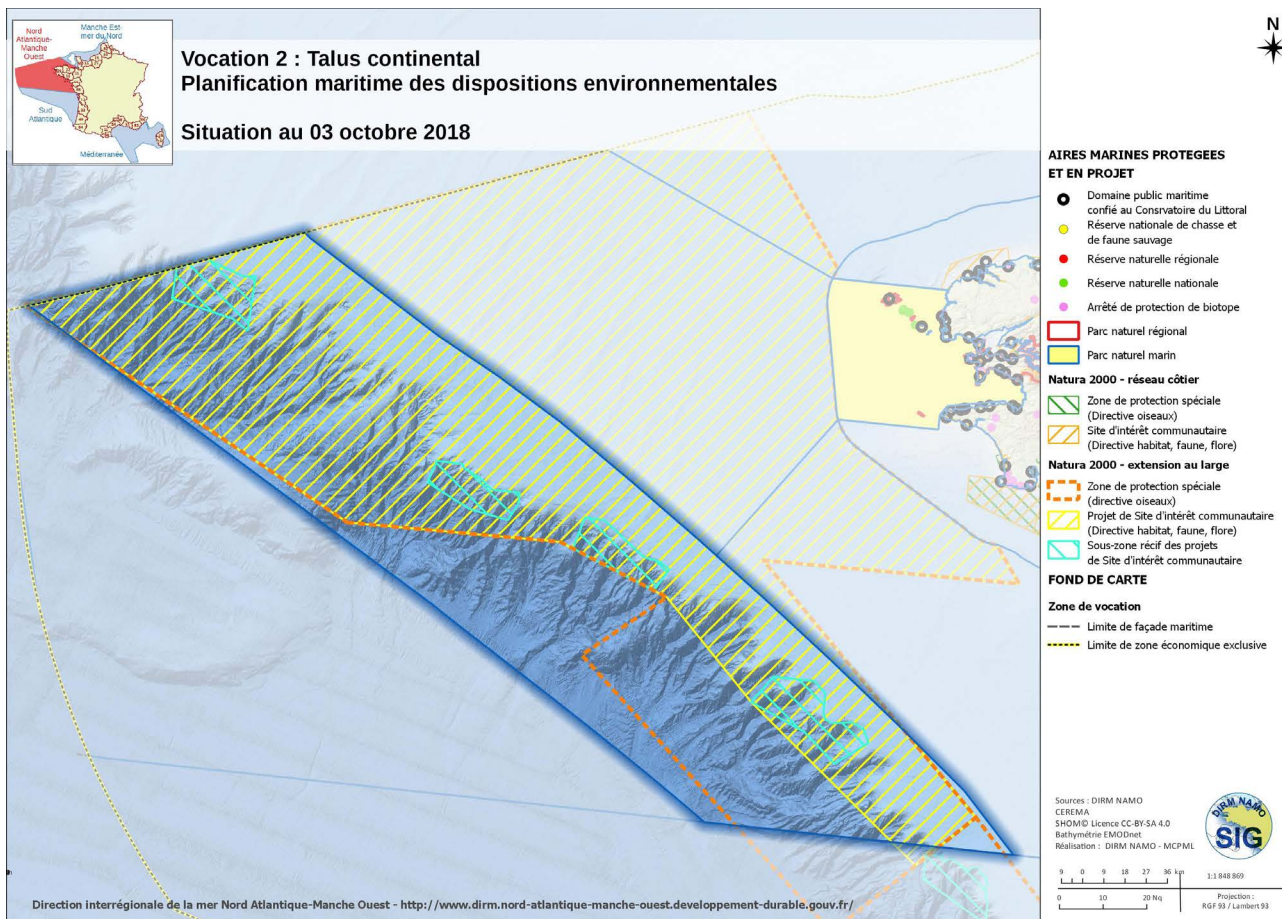 Nord
Atlantique-
Manche
Ouest
Manche Est-
mer du Nord
Sud
Atlantique
Méditerranée
Vocation 2 : Talus continental
Planification maritime des dispositions environnementales
Situation au 03 octobre 2018
N
AIRES MARINES PROTEGEES
ET EN PROJET
Domaine public maritime
confié au Consrvatoire du Littoral
Réserve nationale de chasse et
de faune sauvage
Réserve naturelle régionale
Réserve naturelle nationale
Arrêté de protection de biotope
Parc naturel régional
Parc naturel marin
Natura 2000 - réseau côtier
Zone de protection spéciale
(Directive oiseaux)
Site d'intérêt communautaire
(Directive habitat, faune, flore)
Natura 2000 - extension au large
Zone de protection spéciale
(directive oiseaux)
Projet de Site d'intérêt communautaire
(Directive habitat, faune, flore)
Sous-zone récif des projets
de Site d'intérêt communautaire
FOND DE CARTE
Zone de vocation
Limite de façade maritime
Limite de zone économique exclusive
Sources : DIRM NAMO
CEREMA
SHOM© Licence CC-BY-SA 4.0
Bathymétrie EMODnet
Réalisation : DIRM NAMO - MCPML
DIRM NAMO
SIG
9 0 9 18 27 36 km
1:1 848 869
0 10 20 Nq
Projection :
RGF 93 / Lambert 93
Direction interrégionale de la mer Nord Atlantique-Manche Ouest - http://www.dirm.nord-atlantique-manche-ouest.developpement-durable.gouv.fr/